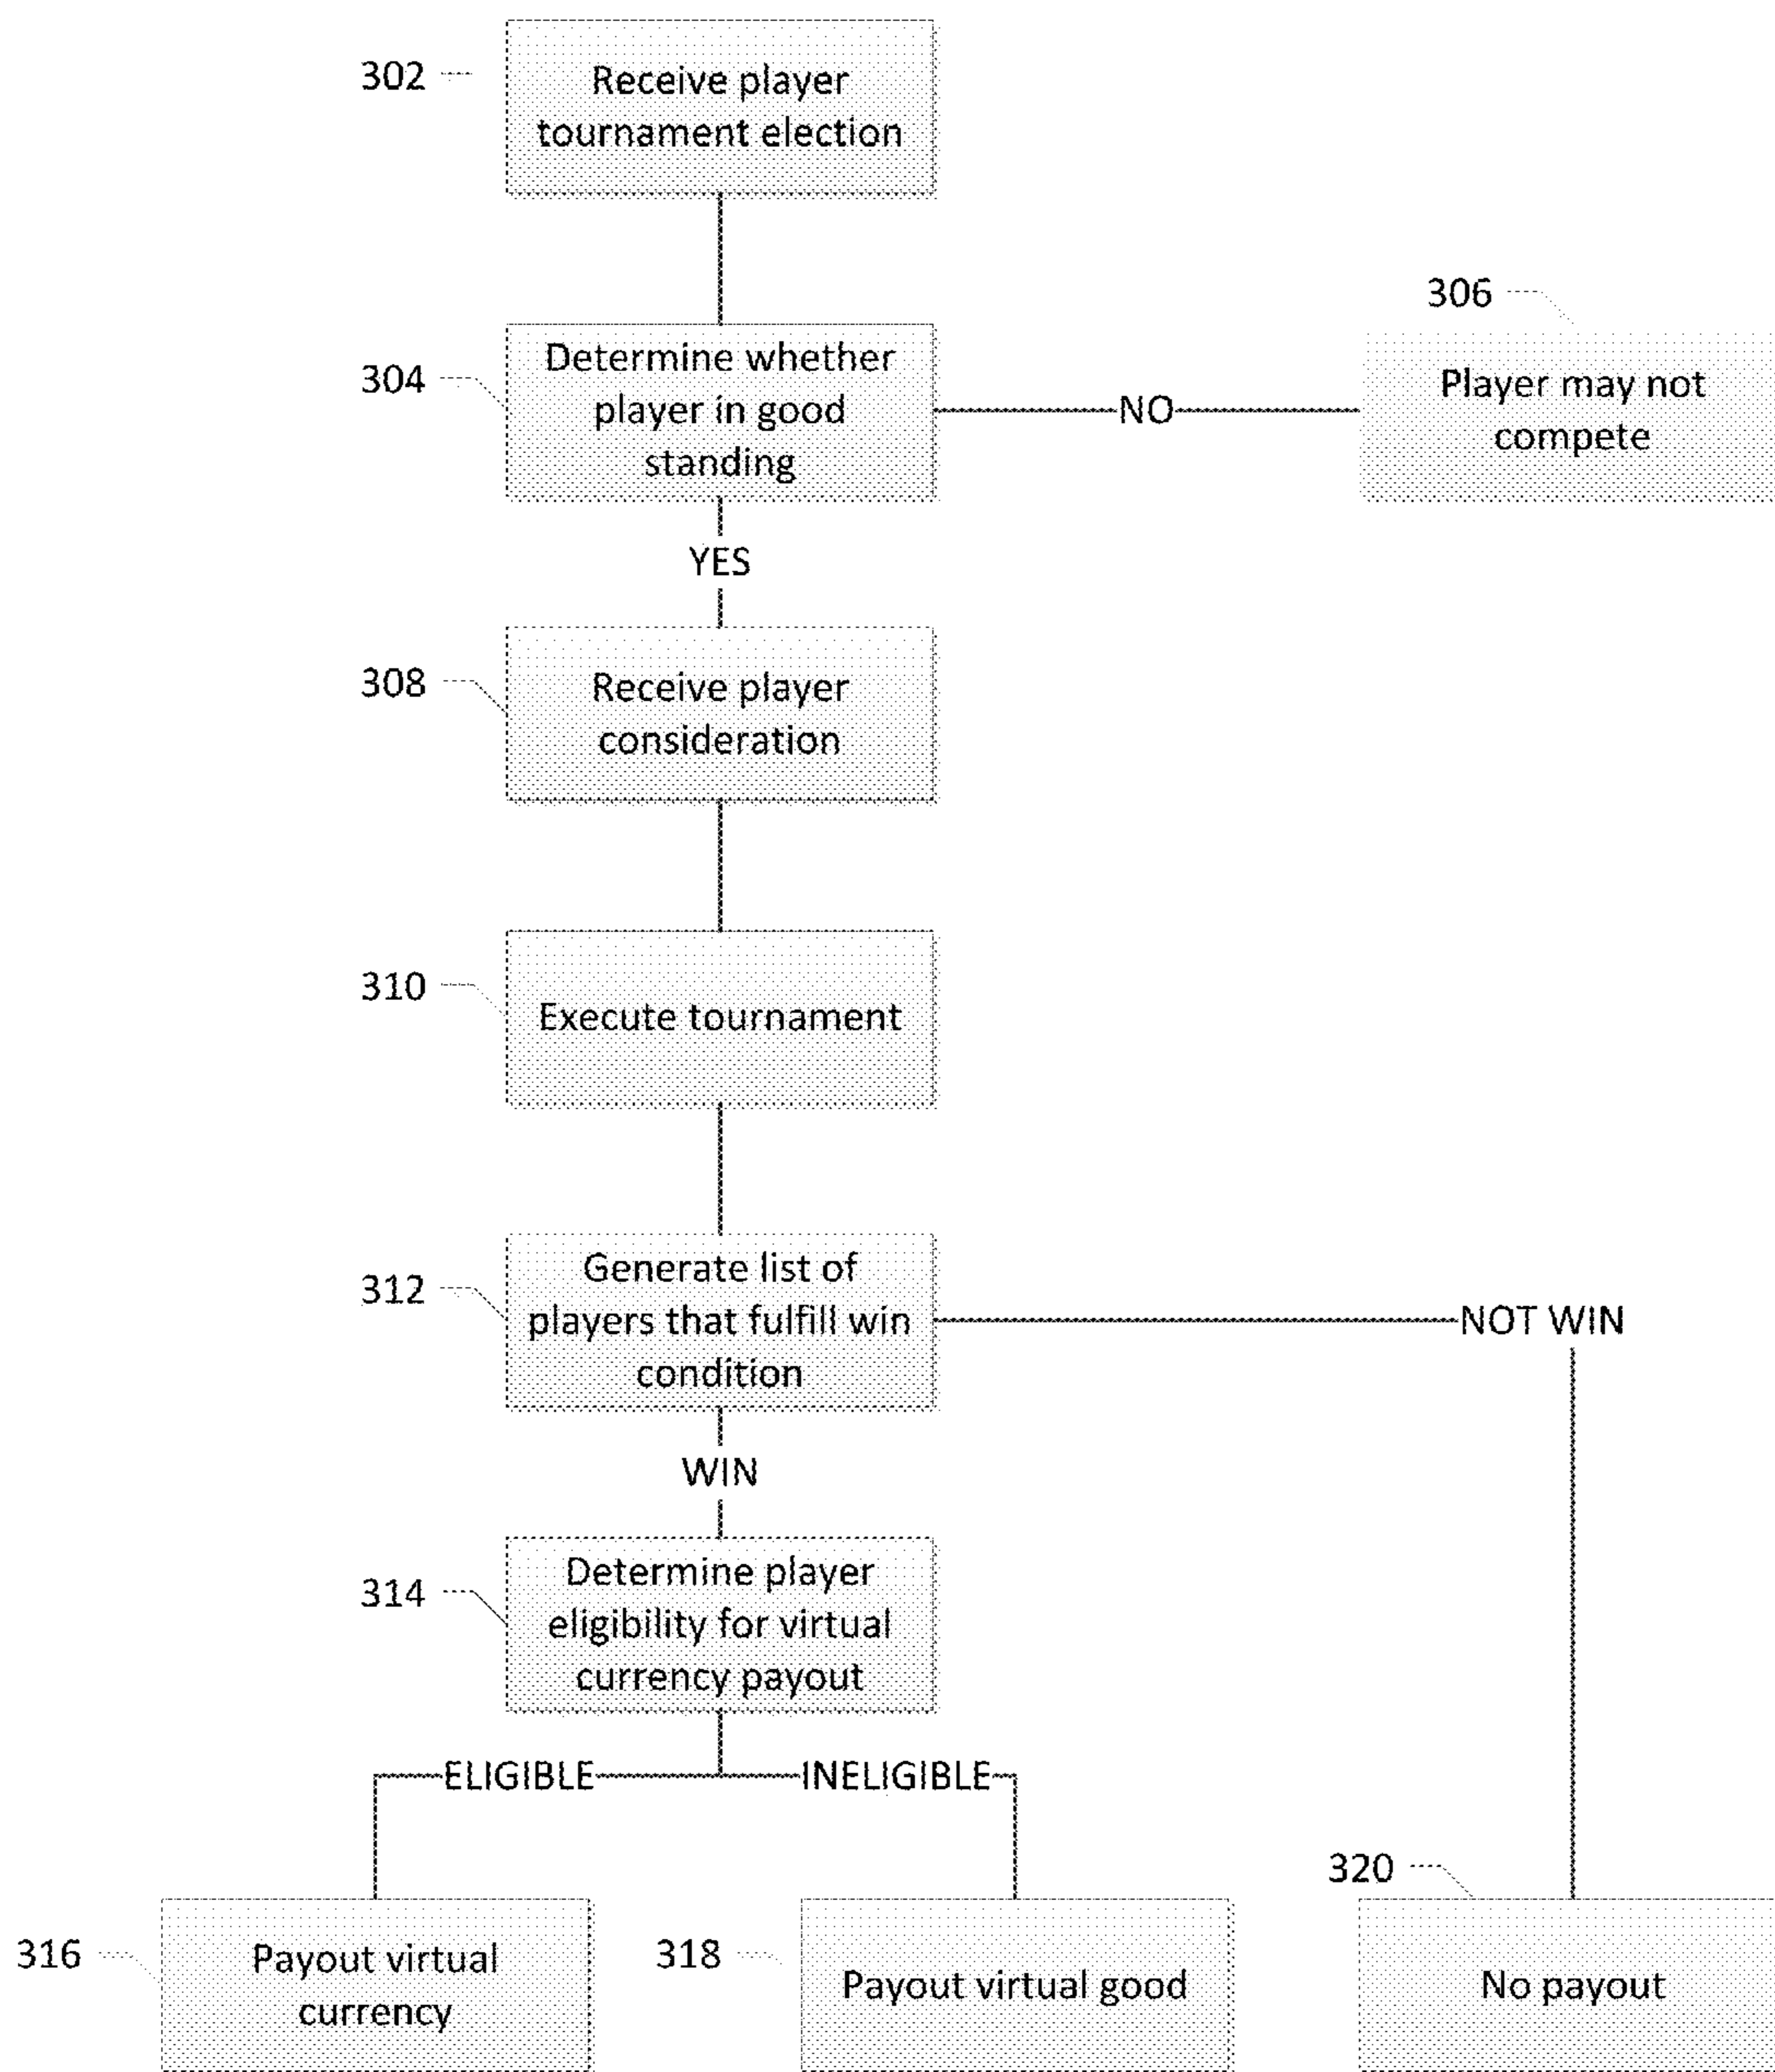 302
Receive player
tournament election
304
Determine whether
player in good
standing
NO
306
Player may not
compete
YES
308
Receive player
consideration
310
Execute tournament
312
Generate list of
players that fulfill win
condition
NOT WIN
WIN
314
Determine player
eligibility for virtual
currency payout
ELIGIBLE
INELIGIBLE
316
Payout virtual
currency
318
Payout virtual good
320
No payout